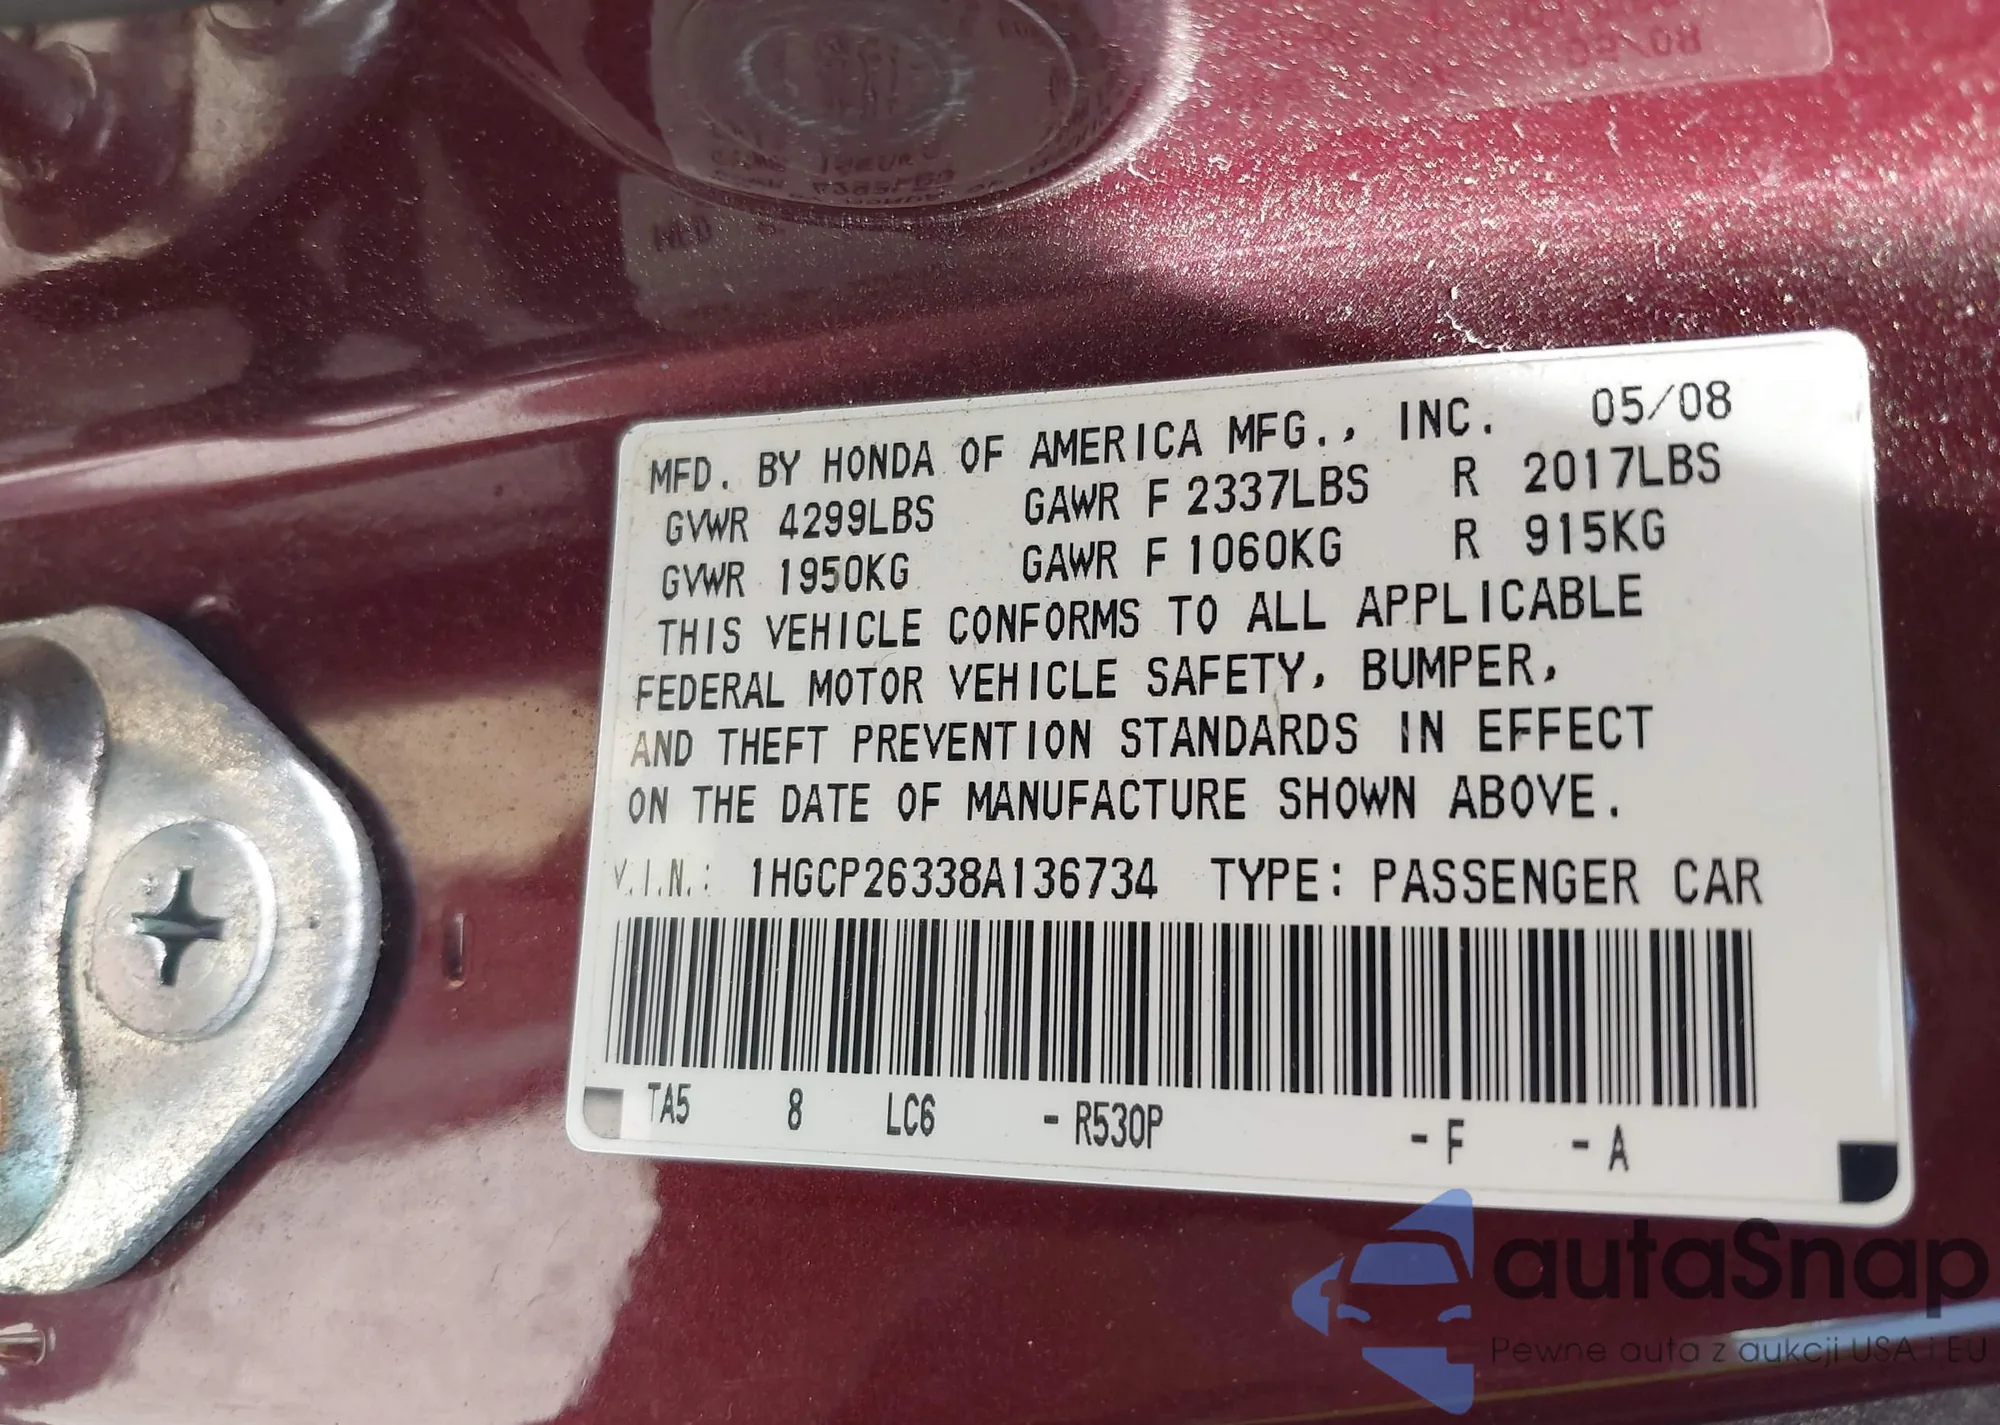 MFD. BY HONDA OF AMERICA MFG., INC. 05/08
GVWR 4299LBS GAWR F 2337LBS R 2017LBS
GVWR 1950KG GAWR F 1060KG R 915KG
THIS VEHICLE CONFORMS TO ALL APPLICABLE
FEDERAL MOTOR VEHICLE SAFETY, BUMPER,
AND THEFT PREVENTION STANDARDS IN EFFECT
ON THE DATE OF MANUFACTURE SHOWN ABOVE.
V.I.N.: 1HGCP26338A136734 TYPE: PASSENGER CAR
TA5 8 LC6 -R530P -F -A
autaSnap
Pewne auta z aukcji USA i EU